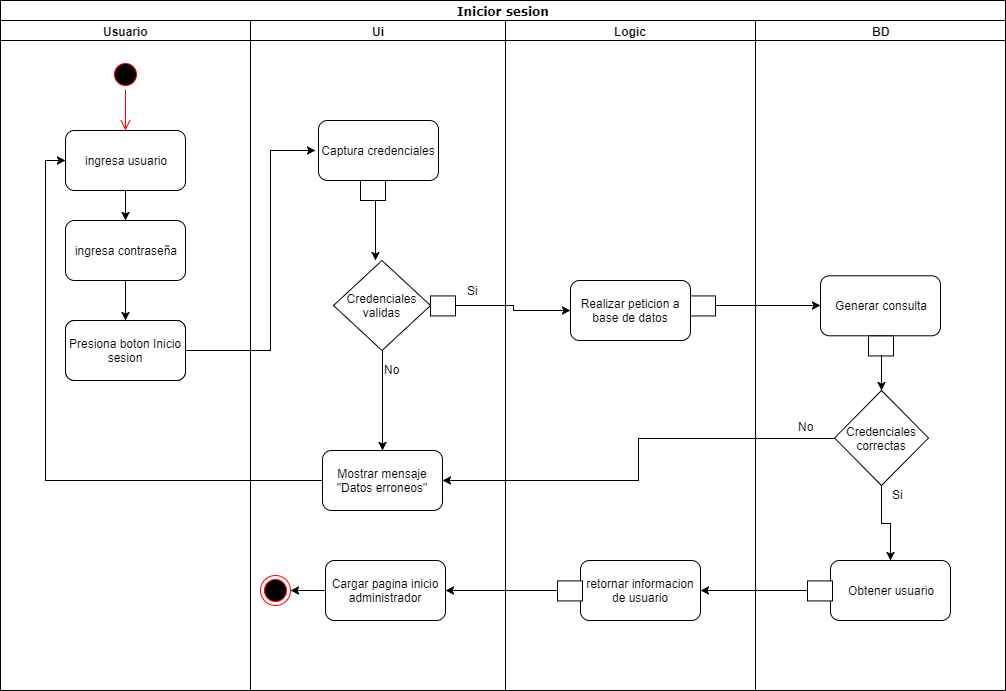 Inicior sesion
Usuario
Ui
Logic
BD
ingresa usuario
Captura credenciales
ingresa contraseña
Presiona boton Inicio
sesion
Credenciales
validas
Si
Realizar peticion a
base de datos
Generar consulta
No
Credenciales
correctas
No
Mostrar mensaje
"Datos erroneos"
Si
Cargar pagina inicio
administrador
retornar informacion
de usuario
Obtener usuario